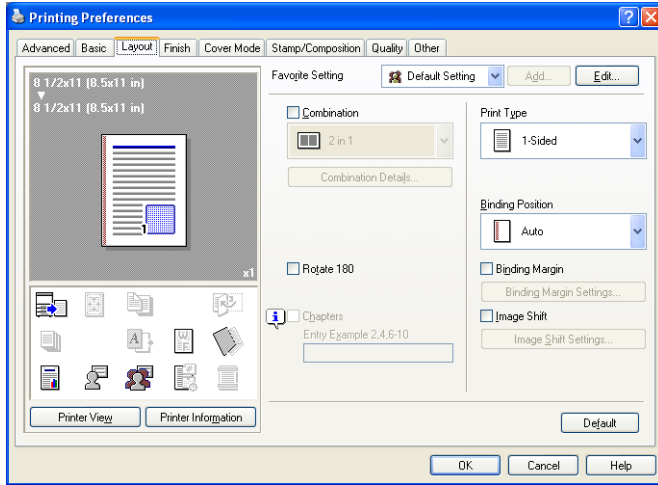 Printing Preferences
Advanced Basic Layout Finish Cover Mode Stamp/Composition Quality Other
8 1/2x11 (8.5x11 in)
8 1/2x11 (8.5x11 in)
1
x1
Printer View Printer Information
Favorite Setting Default Setting Add... Edit...
Combination
2 in 1
Combination Details...
Rotate 180
Chapters
Entry Example 2,4,6-10
Print Type
1-Sided
Binding Position
Auto
Binding Margin
Binding Margin Settings...
Image Shift
Image Shift Settings...
Default
OK Cancel Help